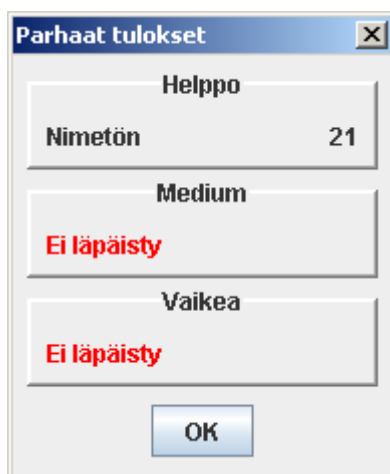 Parhaat tulokset
Helppo
Nimetön 21
Medium
Ei läpäisty
Vaikea
Ei läpäisty
OK